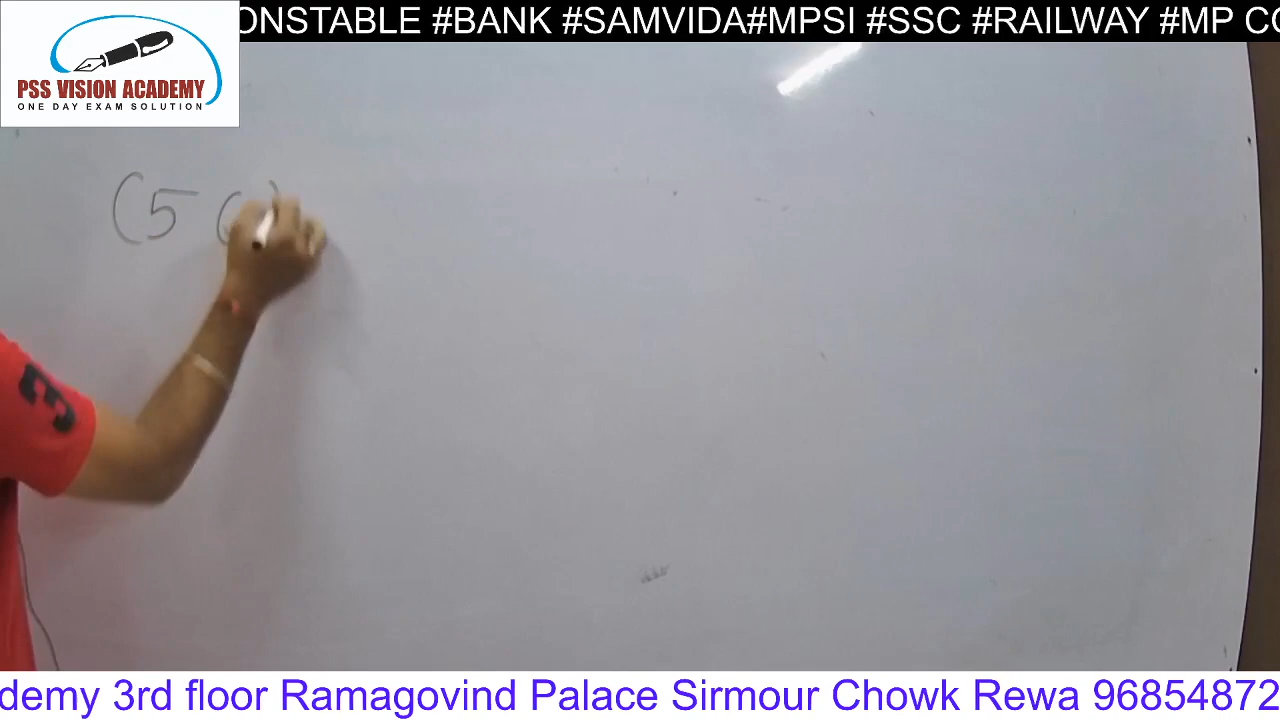 ONSTABLE #BANK #SAMVIDA#MPSI #SSC #RAILWAY #MP CO
PSS VISION ACADEMY
ONE DAY EXAM SOLUTION
(5
3
demy 3rd floor Ramagovind Palace Sirmour Chowk Rewa 96854872